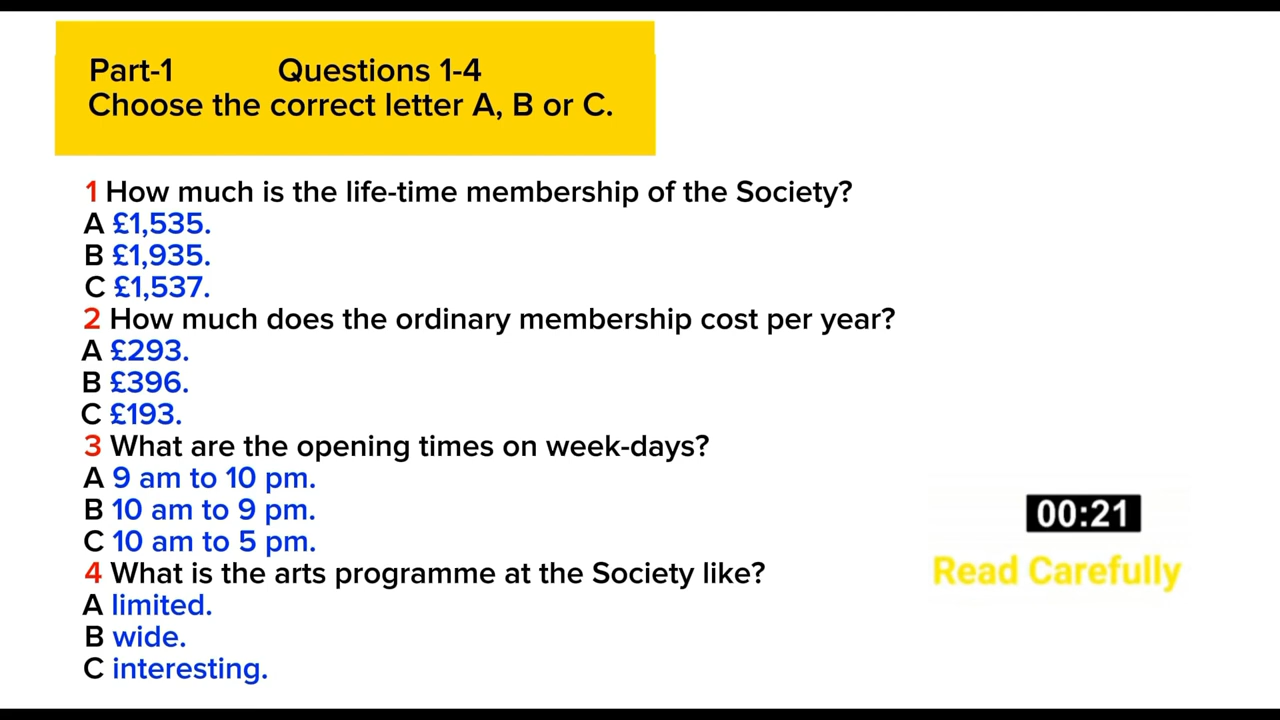 Part-1 Questions 1-4
Choose the correct letter A, B or C.
1 How much is the life-time membership of the Society?
A £1,535.
B £1,935.
C £1,537.
2 How much does the ordinary membership cost per year?
A £293.
B £396.
C £193.
3 What are the opening times on week-days?
A 9 am to 10 pm.
B 10 am to 9 pm.
C 10 am to 5 pm.
4 What is the arts programme at the Society like?
A limited.
B wide.
C interesting.
00:21
Read Carefully